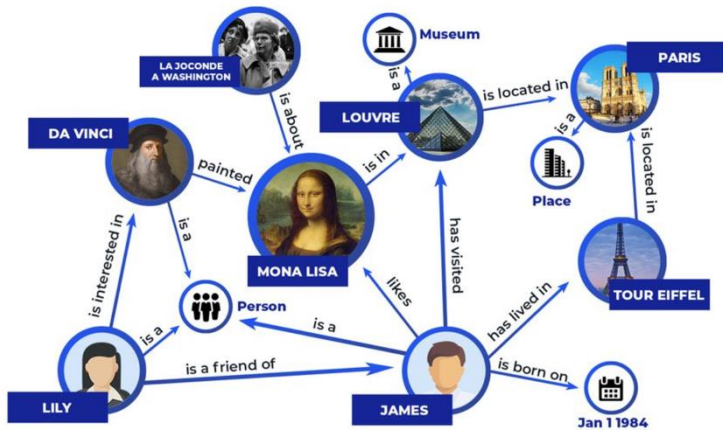 Museum
PARIS
LA JOCONDE
A WASHINGTON
is a
is located in
LOUVRE
is about
is a
is located in
DA VINCI
painted
is in
Place
is a
MONA LISA
has visited
TOUR EIFFEL
is interested in
Person
likes
has lived in
is a
is a
is a friend of
is born on
LILY
JAMES
Jan 1 1984